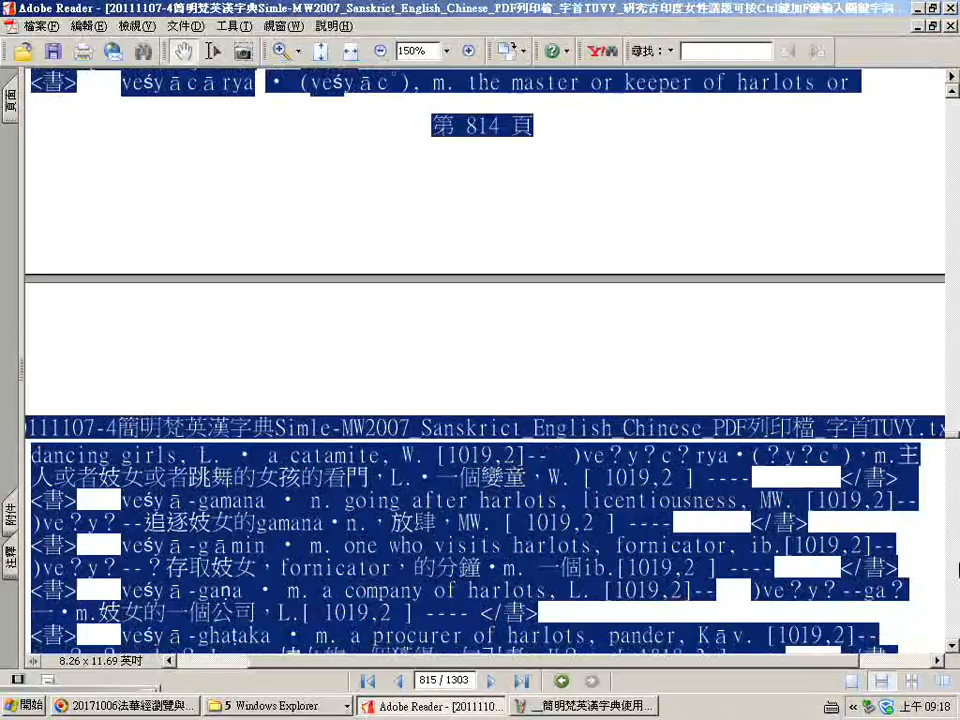 Adobe Reader - [20111107-4簡明梵英漢字典Simle-MW2007_Sanskrict_English_Chinese_PDF列印檔_字首TUVY_研究古印度女性議題可按Ctrl鍵加F鍵輸入關鍵字詞...
檔案(F) 編輯(E) 檢視(V) 文件(D) 工具(T) 視窗(W) 說明(H)
150% Y! 尋找：
頁面
<書> veśyācārya ‧ (veśyāc˚), m. the master or keeper of harlots or
第 814 頁
)111107-4簡明梵英漢字典Simle-MW2007_Sanskrict_English_Chinese_PDF列印檔_字首TUVY.tx
dancing girls, L. ‧ a catamite, W. [1019,2]-- )ve？y？c？rya‧(？y？c˚)，m.主
人或者妓女或者跳舞的女孩的看門，L.‧一個孌童，W. [ 1019,2 ] ---- </書>
<書> veśyā-gamana ‧ n. going after harlots, licentiousness, MW. [1019,2]--
)ve？y？--追逐妓女的gamana‧n.，放肆，MW. [ 1019,2 ] ---- </書>
<書> veśyā-gāmin ‧ m. one who visits harlots, fornicator, ib.[1019,2]--
)ve？y？--？存取妓女，fornicator，的分鐘‧m. 一個ib.[1019,2 ] ---- </書>
<書> veśyā-gaṇa ‧ m. a company of harlots, L. [1019,2]-- )ve？y？--ga？
一‧m.妓女的一個公司，L.[ 1019,2 ] ---- </書>
<書> veśyā-ghaṭaka ‧ m. a procurer of harlots, pander, Kāv. [1019,2]--
附件
注釋
8.26 x 11.69 英吋
815 / 1303
開始 20171006法華經瀏覽與... 5 Windows Explorer Adobe Reader - [2011110... __簡明梵英漢字典使用... 上午 09:18